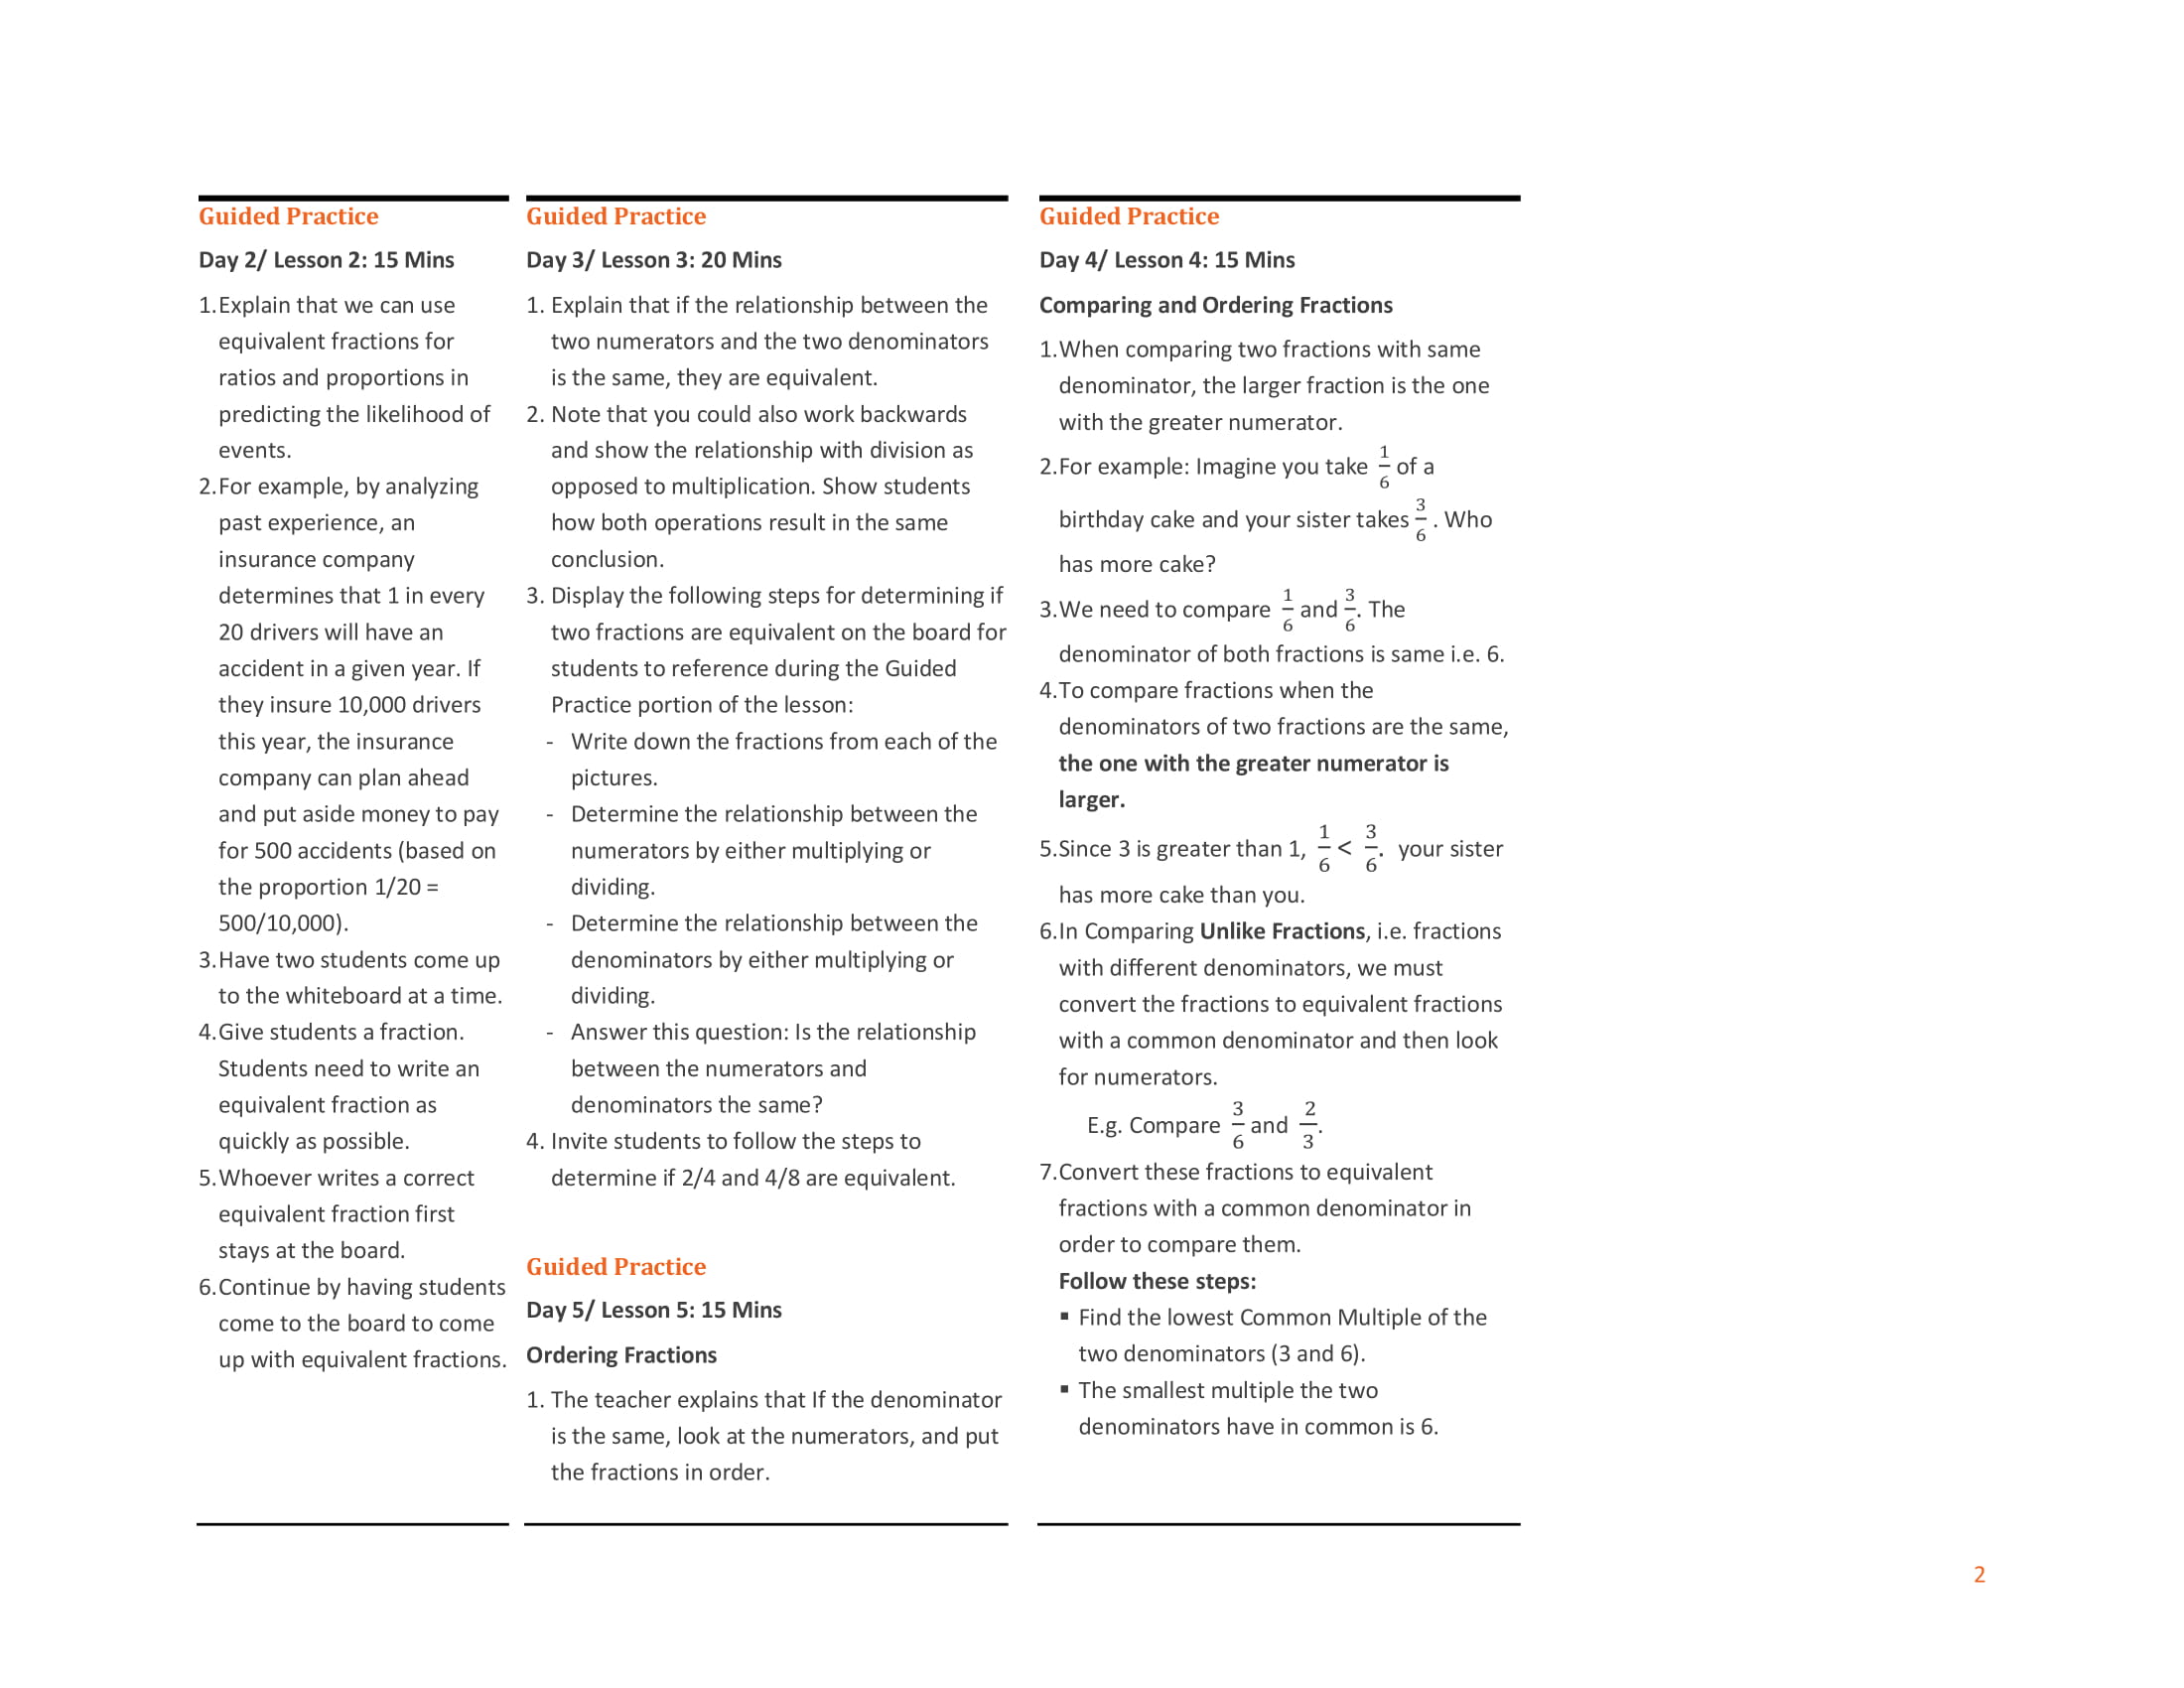 Guided Practice
Day 2/ Lesson 2: 15 Mins
1.Explain that we can use
equivalent fractions for
ratios and proportions in
predicting the likelihood of
events.
2.For example, by analyzing
past experience, an
insurance company
determines that 1 in every
20 drivers will have an
accident in a given year. If
they insure 10,000 drivers
this year, the insurance
company can plan ahead
and put aside money to pay
for 500 accidents (based on
the proportion 1/20 =
500/10,000).
3.Have two students come up
to the whiteboard at a time.
4.Give students a fraction.
Students need to write an
equivalent fraction as
quickly as possible.
5.Whoever writes a correct
equivalent fraction first
stays at the board.
6.Continue by having students
come to the board to come
up with equivalent fractions.
Guided Practice
Day 3/ Lesson 3: 20 Mins
1. Explain that if the relationship between the
two numerators and the two denominators
is the same, they are equivalent.
2. Note that you could also work backwards
and show the relationship with division as
opposed to multiplication. Show students
how both operations result in the same
conclusion.
3. Display the following steps for determining if
two fractions are equivalent on the board for
students to reference during the Guided
Practice portion of the lesson:
- Write down the fractions from each of the
pictures.
- Determine the relationship between the
numerators by either multiplying or
dividing.
- Determine the relationship between the
denominators by either multiplying or
dividing.
- Answer this question: Is the relationship
between the numerators and
denominators the same?
4. Invite students to follow the steps to
determine if 2/4 and 4/8 are equivalent.
Guided Practice
Day 5/ Lesson 5: 15 Mins
Ordering Fractions
1. The teacher explains that If the denominator
is the same, look at the numerators, and put
the fractions in order.
Guided Practice
Day 4/ Lesson 4: 15 Mins
Comparing and Ordering Fractions
1.When comparing two fractions with same
denominator, the larger fraction is the one
with the greater numerator.
2.For example: Imagine you take 1/6 of a
birthday cake and your sister takes 3/6 . Who
has more cake?
3.We need to compare 1/6 and 3/6. The
denominator of both fractions is same i.e. 6.
4.To compare fractions when the
denominators of two fractions are the same,
the one with the greater numerator is
larger.
5.Since 3 is greater than 1, 1/6 < 3/6. your sister
has more cake than you.
6.In Comparing Unlike Fractions, i.e. fractions
with different denominators, we must
convert the fractions to equivalent fractions
with a common denominator and then look
for numerators.
E.g. Compare 3/6 and 2/3.
7.Convert these fractions to equivalent
fractions with a common denominator in
order to compare them.
Follow these steps:
▪ Find the lowest Common Multiple of the
two denominators (3 and 6).
▪ The smallest multiple the two
denominators have in common is 6.
2